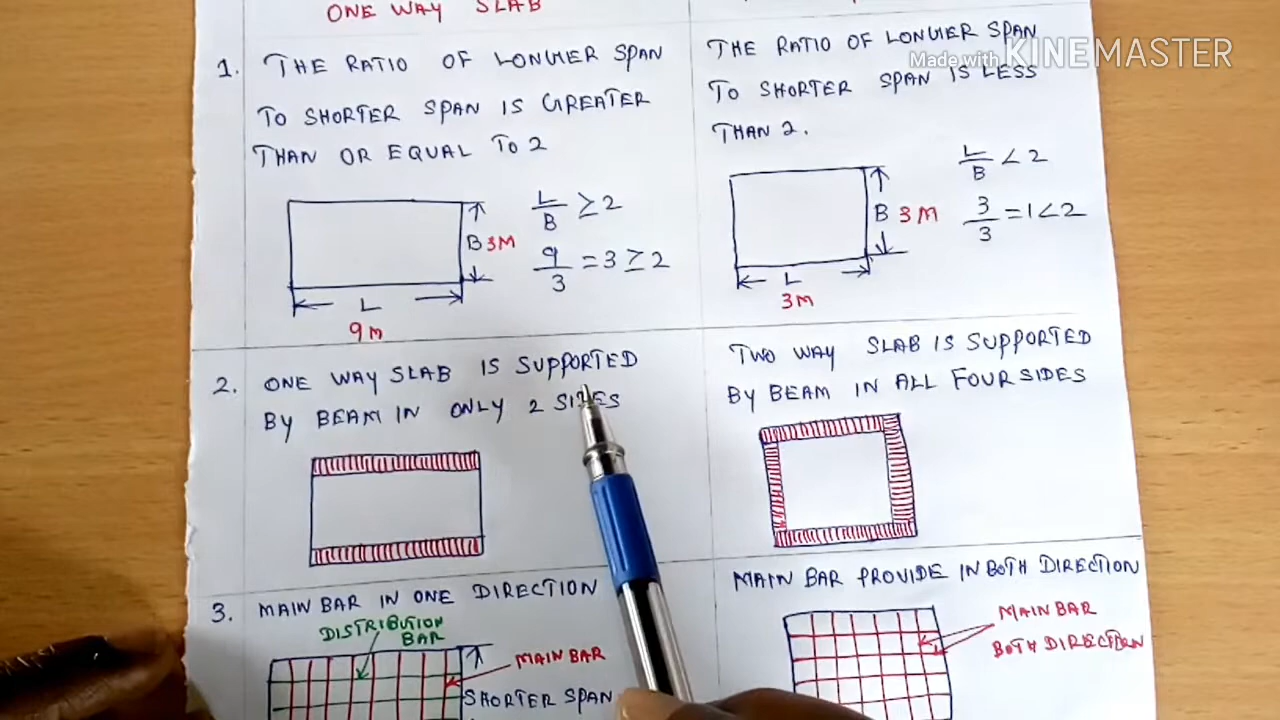 ONE WAY SLAB
Made with KINEMASTER
1. THE RATIO OF LONGER SPAN
TO SHORTER SPAN IS GREATER
THAN OR EQUAL TO 2
L/B ≥ 2
B 3M
9/3 = 3 ≥ 2
L
9M
THE RATIO OF LONGER SPAN
TO SHORTER SPAN IS LESS
THAN 2.
L/B < 2
B 3M
3/3 = 1 < 2
L
3M
2. ONE WAY SLAB IS SUPPORTED
BY BEAM IN ONLY 2 SIDES
TWO WAY SLAB IS SUPPORTED
BY BEAM IN ALL FOUR SIDES
3. MAIN BAR IN ONE DIRECTION
DISTRIBUTION
BAR
MAIN BAR
SHORTER SPAN
MAIN BAR PROVIDE IN BOTH DIRECTION
MAIN BAR
BOTH DIRECTION